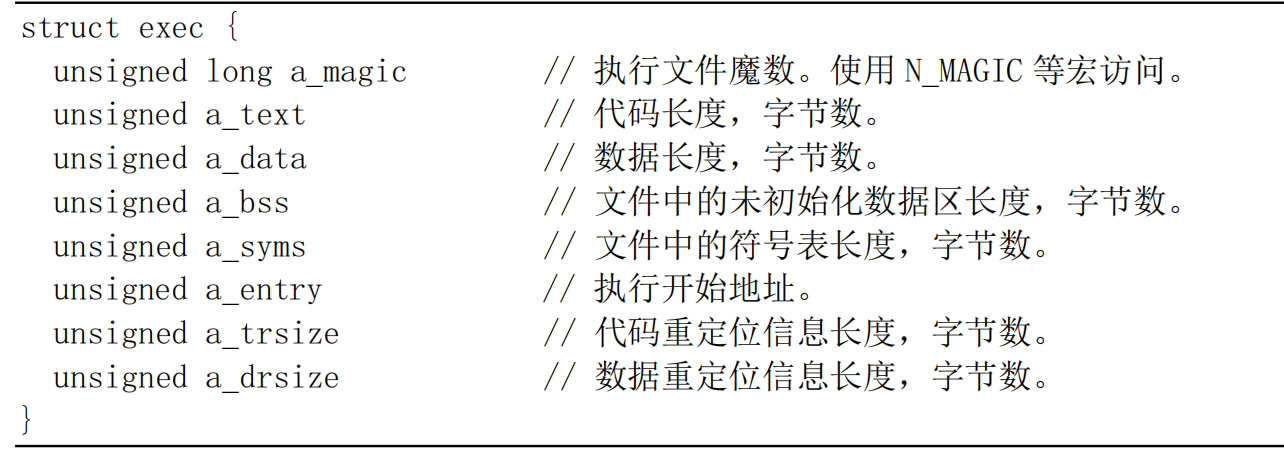 struct exec {
  unsigned long a_magic        // 执行文件魔数。使用 N_MAGIC 等宏访问。
  unsigned a_text              // 代码长度，字节数。
  unsigned a_data              // 数据长度，字节数。
  unsigned a_bss               // 文件中的未初始化数据区长度，字节数。
  unsigned a_syms              // 文件中的符号表长度，字节数。
  unsigned a_entry             // 执行开始地址。
  unsigned a_trsize            // 代码重定位信息长度，字节数。
  unsigned a_drsize            // 数据重定位信息长度，字节数。
}